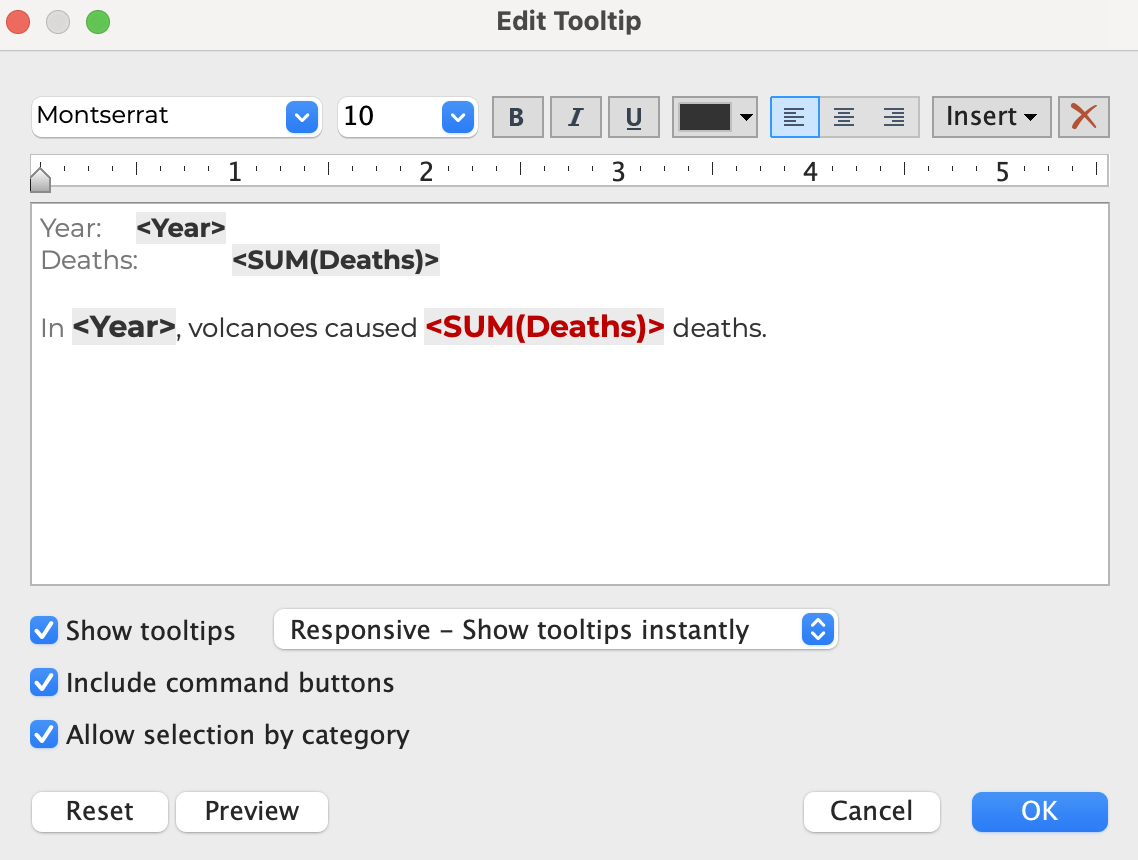 Edit Tooltip
Montserrat 10 B I U Insert
1 2 3 4 5
Year: <Year>
Deaths: <SUM(Deaths)>
In <Year>, volcanoes caused <SUM(Deaths)> deaths.
Show tooltips Responsive – Show tooltips instantly
Include command buttons
Allow selection by category
Reset Preview Cancel OK